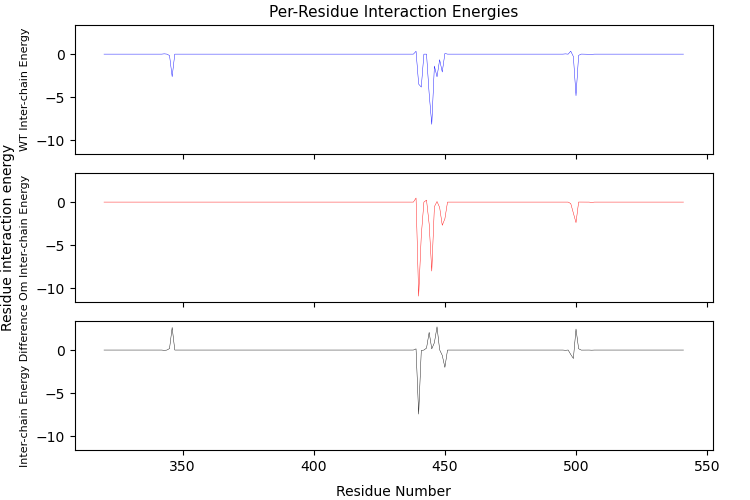 Per-Residue Interaction Energies
WT Inter-chain Energy
0
−5
−10
Residue interaction energy
Om Inter-chain Energy
0
−5
−10
Inter-chain Energy Difference
0
−5
−10
350
400
450
500
550
Residue Number